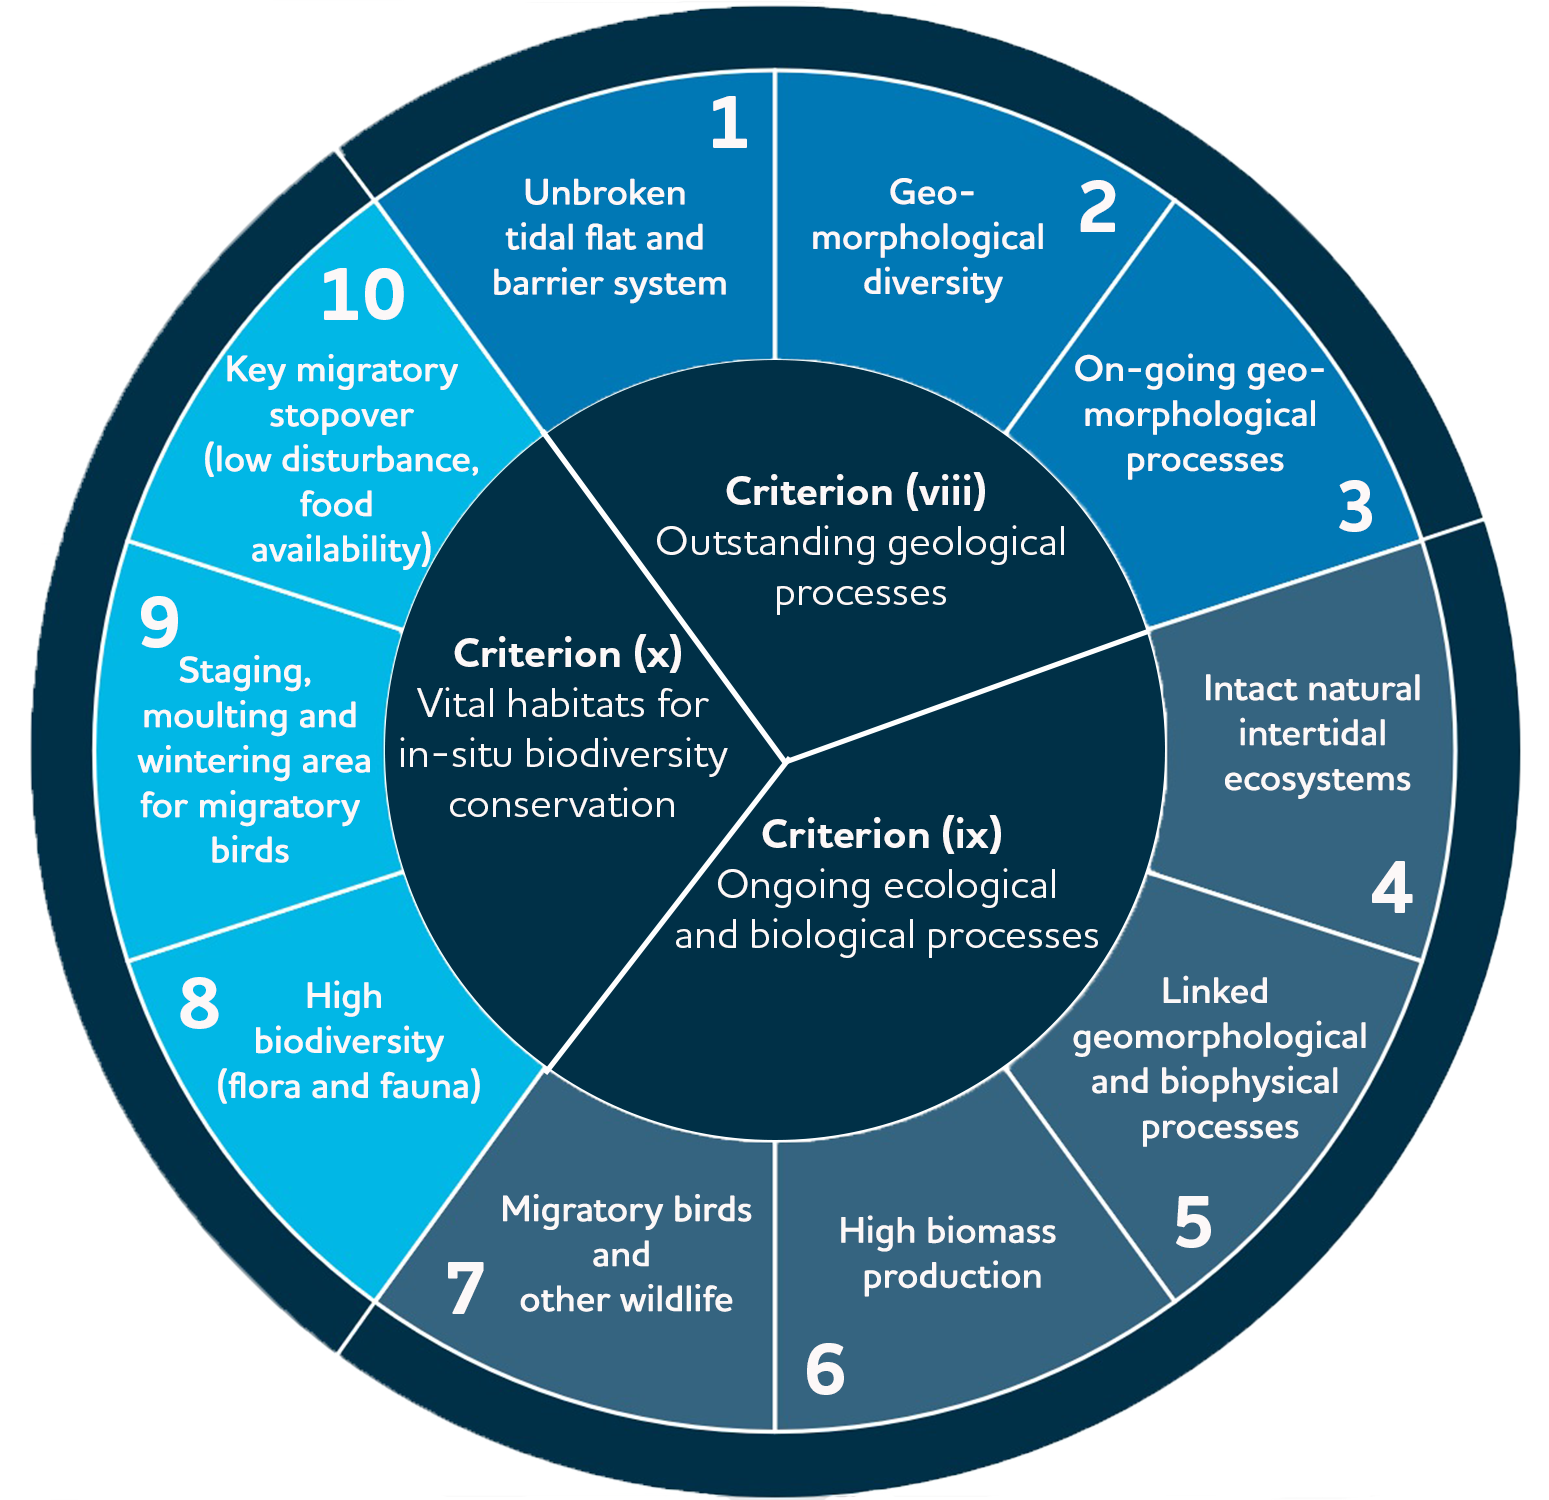 1
Unbroken
tidal flat and
barrier system
2
Geo-
morphological
diversity
On-going geo-
morphological
processes
3
Intact natural
intertidal
ecosystems
4
Linked
geomorphological
and biophysical
processes
5
High biomass
production
6
Migratory birds
and
other wildlife
7
8
High
biodiversity
(flora and fauna)
9
Staging,
moulting and
wintering area
for migratory
birds
10
Key migratory
stopover
(low disturbance,
food
availability)
Criterion (viii)
Outstanding geological
processes
Criterion (ix)
Ongoing ecological
and biological processes
Criterion (x)
Vital habitats for
in-situ biodiversity
conservation